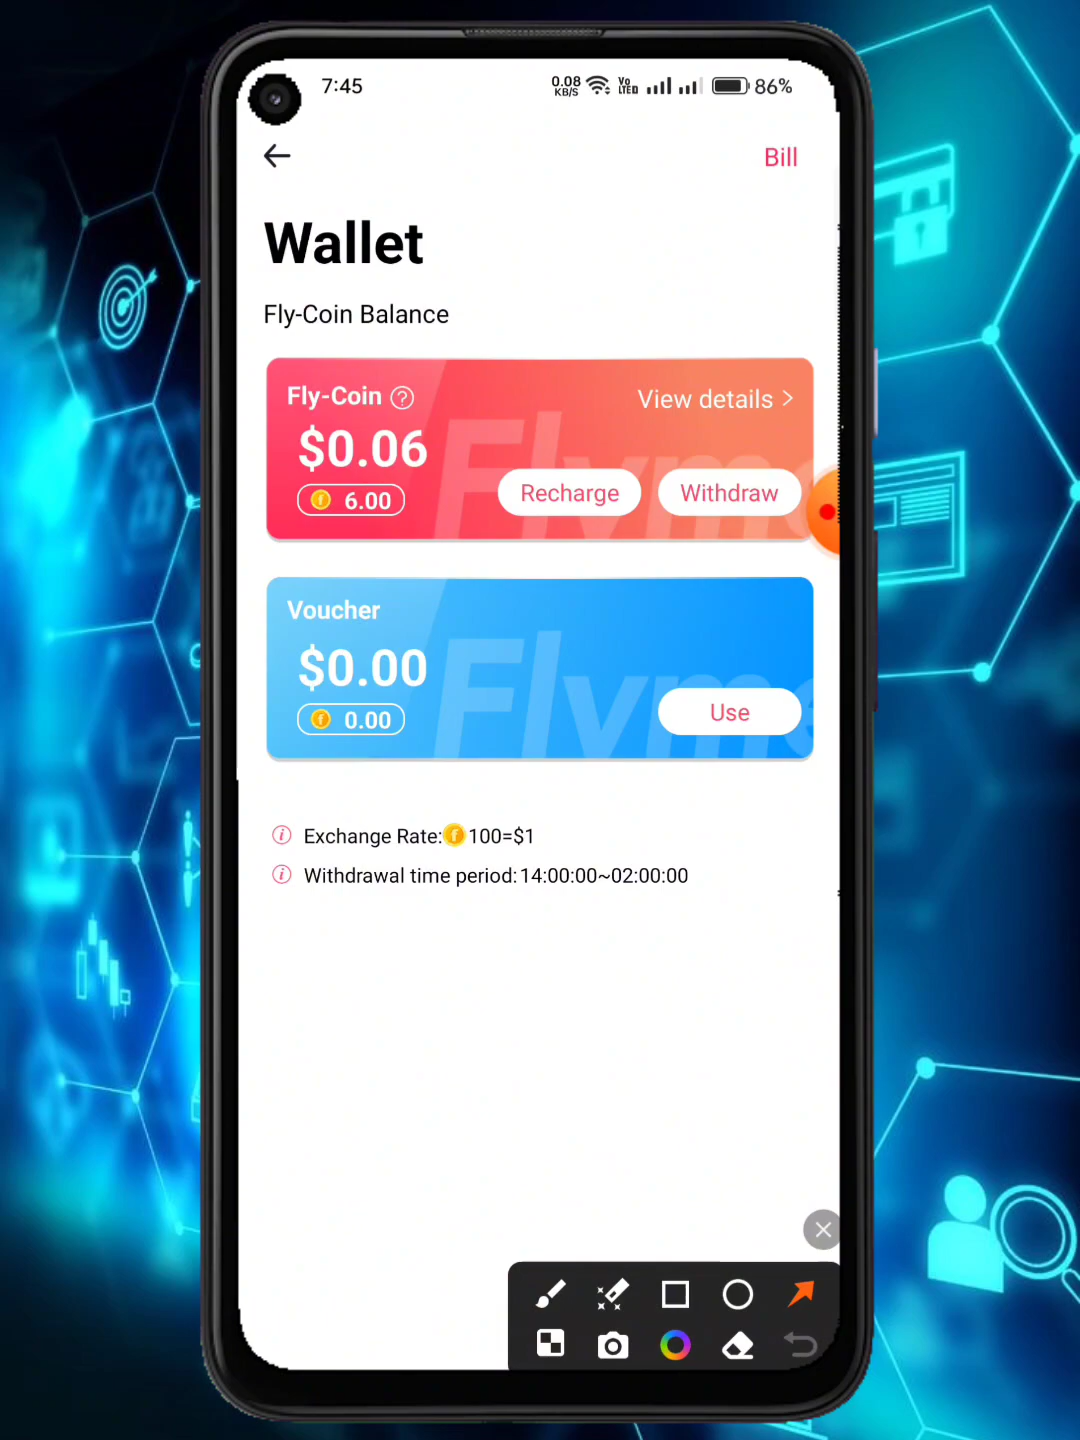 7:45
0.08 KB/S
Vo LTE
86%
Bill
Wallet
Fly-Coin Balance
Fly-Coin ?
View details >
$0.06
6.00
Recharge
Withdraw
Voucher
$0.00
0.00
Use
Exchange Rate: 100=$1
Withdrawal time period: 14:00:00~02:00:00